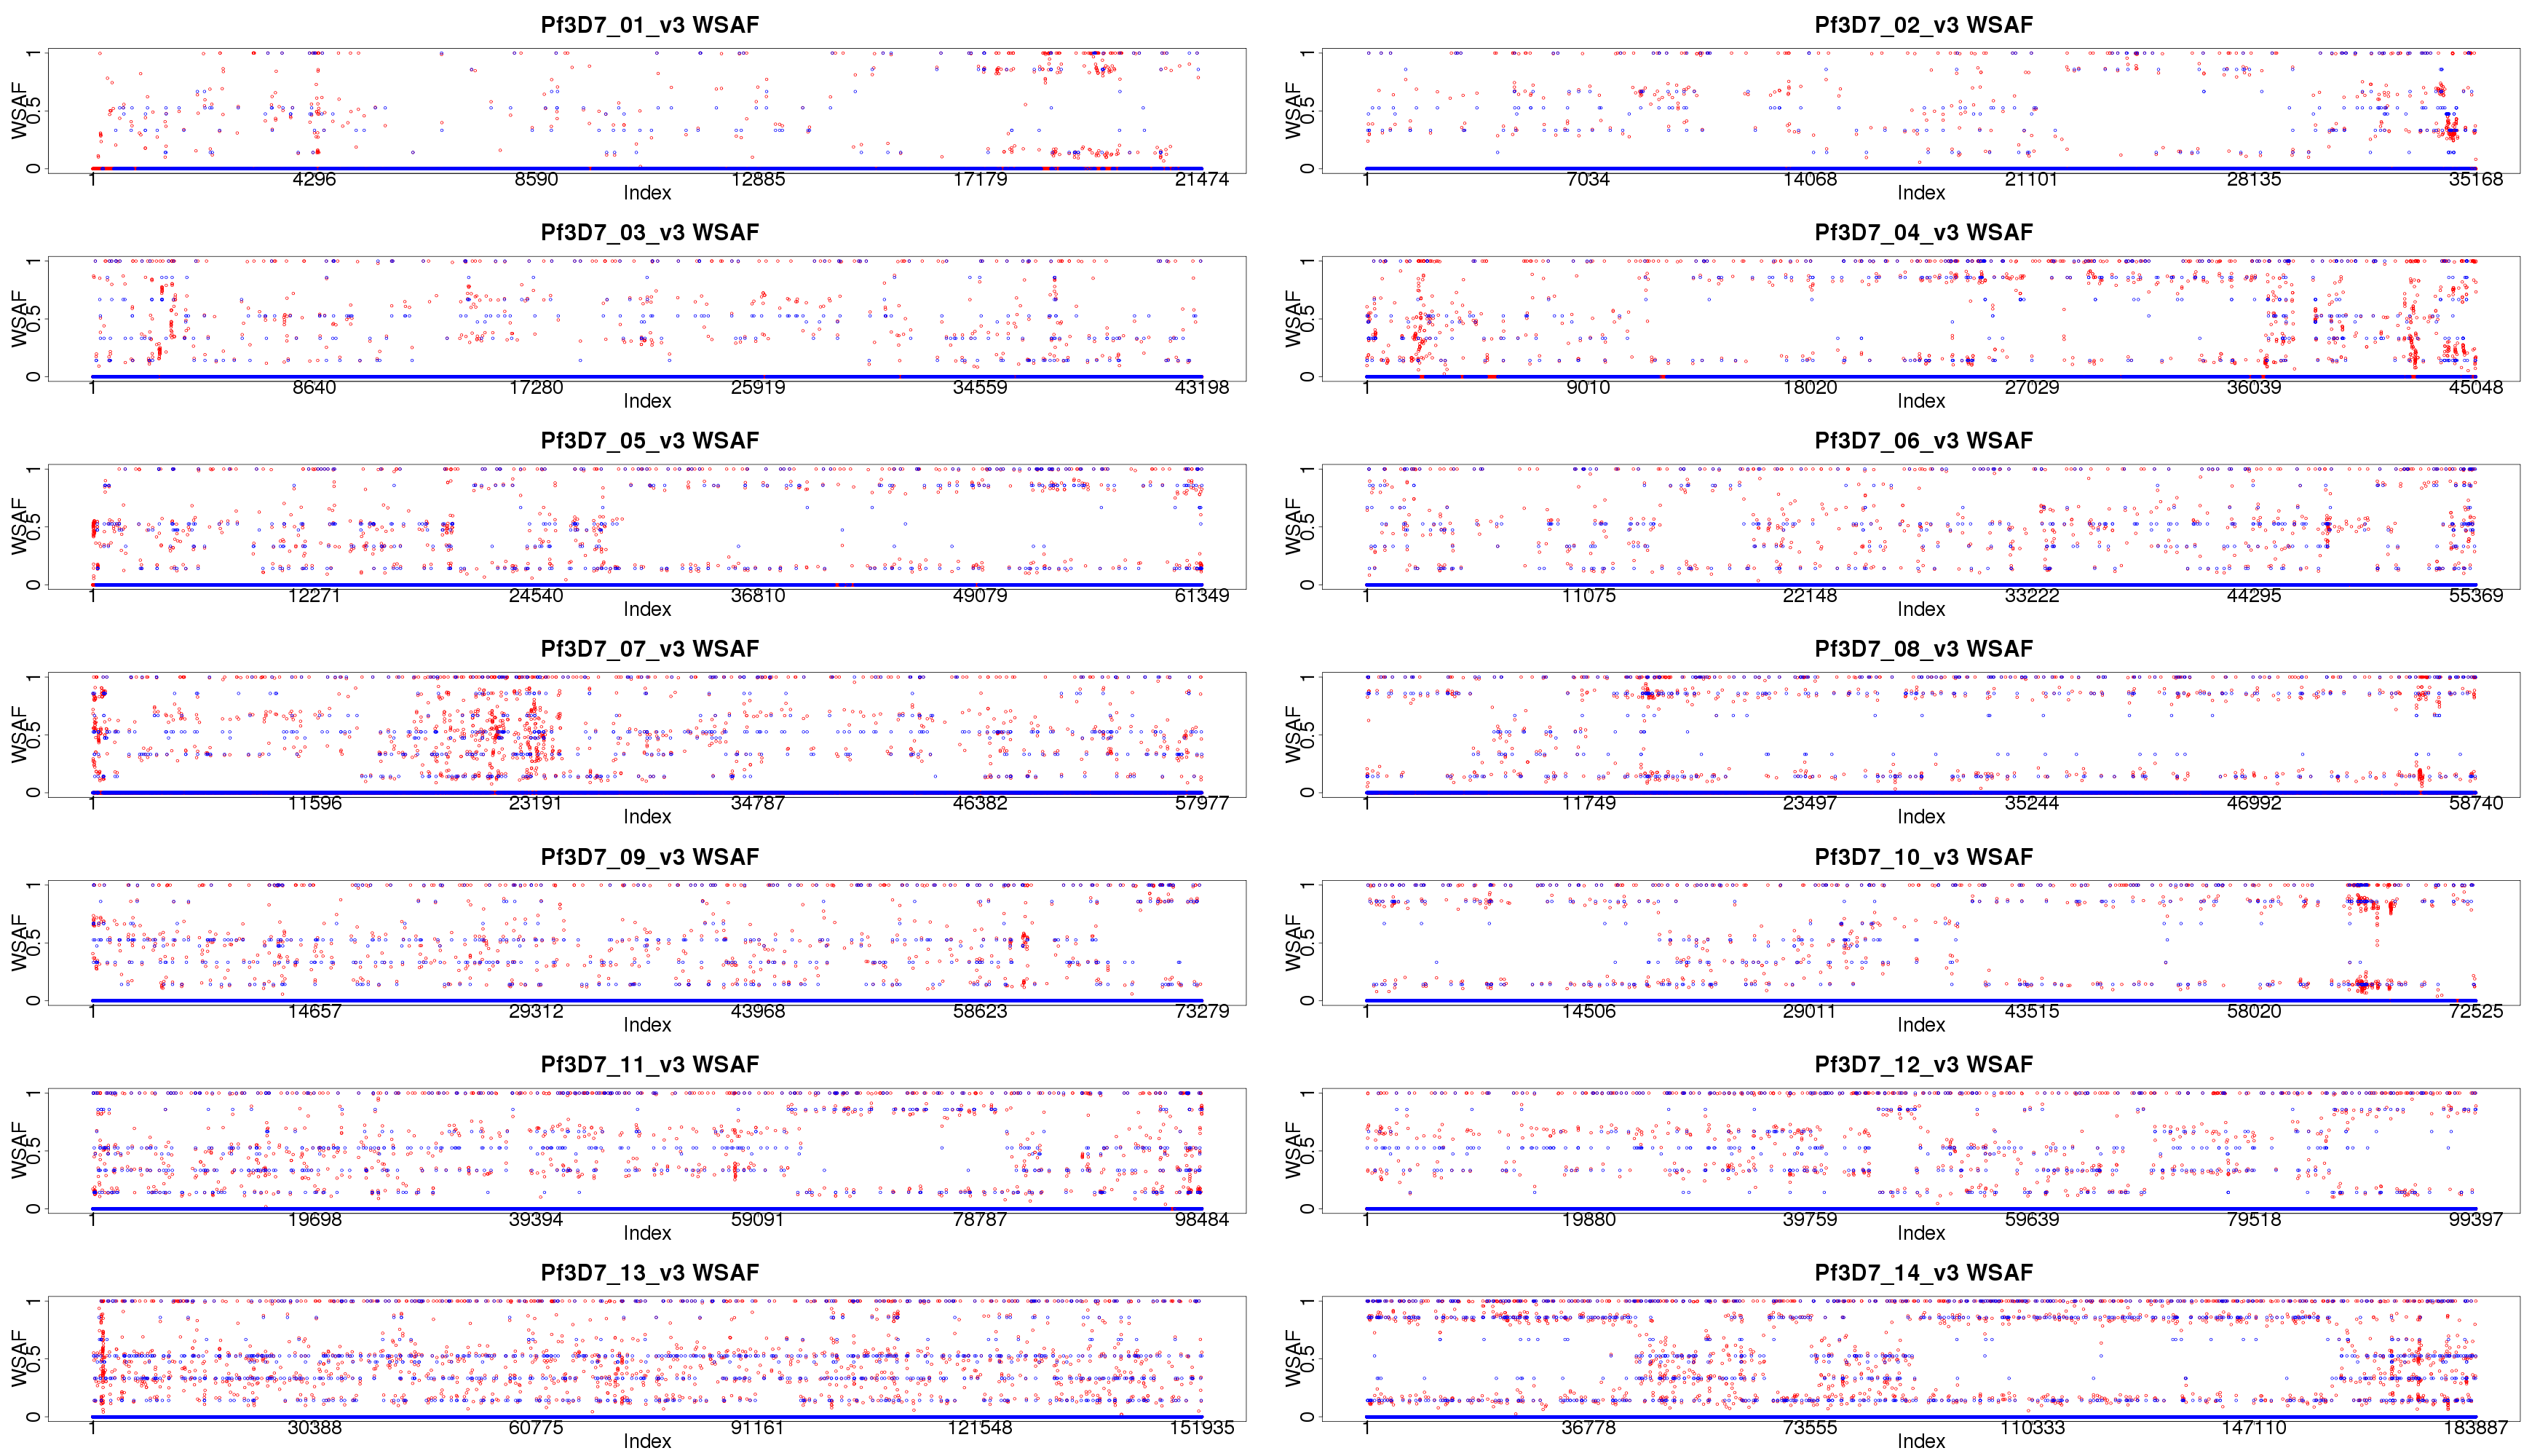 Pf3D7_01_v3 WSAF
WSAF
0 0.5 1
1 4296 8590 12885 17179 21474
Index
Pf3D7_02_v3 WSAF
WSAF
0 0.5 1
1 7034 14068 21101 28135 35168
Index
Pf3D7_03_v3 WSAF
WSAF
0 0.5 1
1 8640 17280 25919 34559 43198
Index
Pf3D7_04_v3 WSAF
WSAF
0 0.5 1
1 9010 18020 27029 36039 45048
Index
Pf3D7_05_v3 WSAF
WSAF
0 0.5 1
1 12271 24540 36810 49079 61349
Index
Pf3D7_06_v3 WSAF
WSAF
0 0.5 1
1 11075 22148 33222 44295 55369
Index
Pf3D7_07_v3 WSAF
WSAF
0 0.5 1
1 11596 23191 34787 46382 57977
Index
Pf3D7_08_v3 WSAF
WSAF
0 0.5 1
1 11749 23497 35244 46992 58740
Index
Pf3D7_09_v3 WSAF
WSAF
0 0.5 1
1 14657 29312 43968 58623 73279
Index
Pf3D7_10_v3 WSAF
WSAF
0 0.5 1
1 14506 29011 43515 58020 72525
Index
Pf3D7_11_v3 WSAF
WSAF
0 0.5 1
1 19698 39394 59091 78787 98484
Index
Pf3D7_12_v3 WSAF
WSAF
0 0.5 1
1 19880 39759 59639 79518 99397
Index
Pf3D7_13_v3 WSAF
WSAF
0 0.5 1
1 30388 60775 91161 121548 151935
Index
Pf3D7_14_v3 WSAF
WSAF
0 0.5 1
1 36778 73555 110333 147110 183887
Index